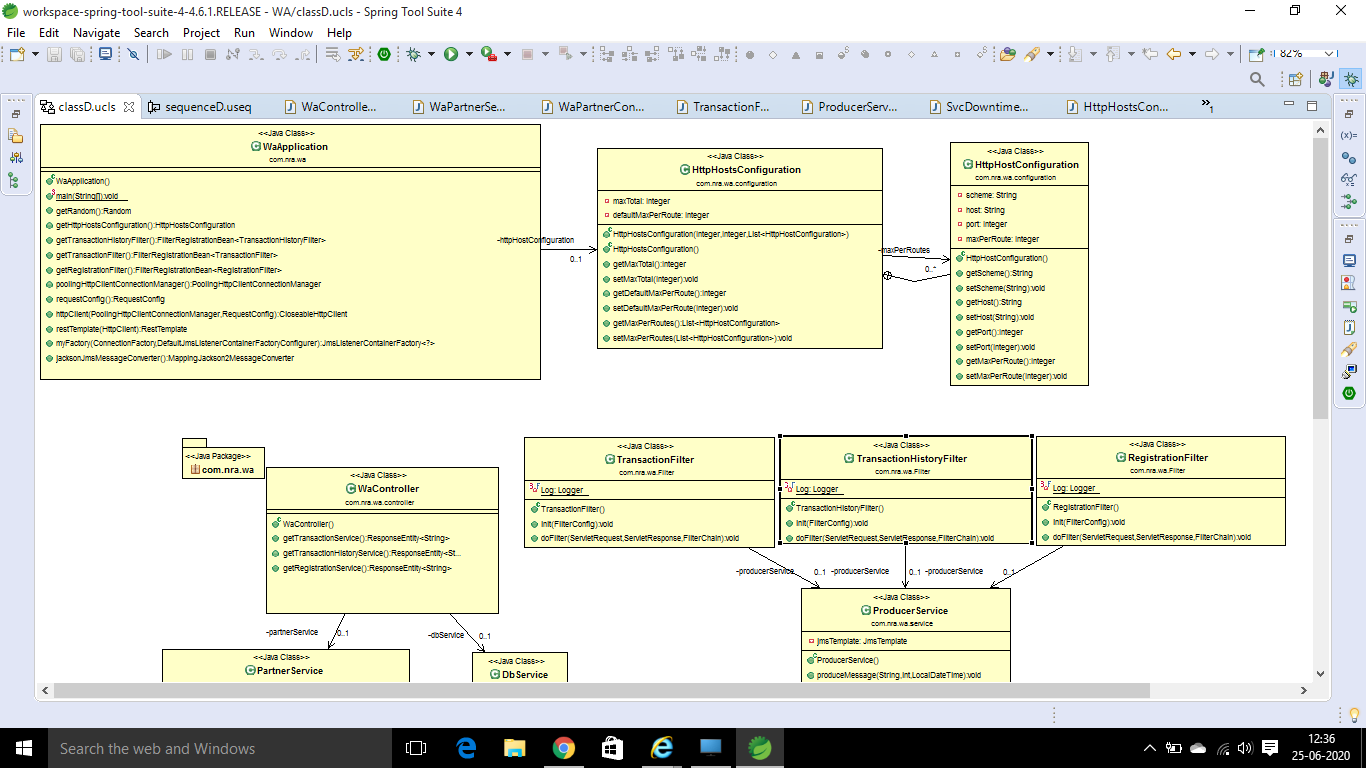 workspace-spring-tool-suite-4-4.6.1.RELEASE - WA/classD.ucls - Spring Tool Suite 4
File Edit Navigate Search Project Run Window Help
82%
classD.ucls sequenceD.useq WaControlle... WaPartnerSe... WaPartnerCon... TransactionF... ProducerServ... SvcDowntime... HttpHostsCon... »1
<<Java Class>>
WaApplication
com.nra.wa
WaApplication()
main(String[]):void
getRandom():Random
getHttpHostsConfiguration():HttpHostsConfiguration
getTransactionHistoryFilter():FilterRegistrationBean<TransactionHistoryFilter>
getTransactionFilter():FilterRegistrationBean<TransactionFilter>
getRegistrationFilter():FilterRegistrationBean<RegistrationFilter>
poolingHttpClientConnectionManager():PoolingHttpClientConnectionManager
requestConfig():RequestConfig
httpClient(PoolingHttpClientConnectionManager,RequestConfig):CloseableHttpClient
restTemplate(HttpClient):RestTemplate
myFactory(ConnectionFactory,DefaultJmsListenerContainerFactoryConfigurer):JmsListenerContainerFactory<?>
jacksonJmsMessageConverter():MappingJackson2MessageConverter
-httpHostConfiguration
0..1
<<Java Class>>
HttpHostsConfiguration
com.nra.wa.configuration
maxTotal: Integer
defaultMaxPerRoute: Integer
HttpHostsConfiguration(Integer,Integer,List<HttpHostConfiguration>)
HttpHostsConfiguration()
getMaxTotal():Integer
setMaxTotal(Integer):void
getDefaultMaxPerRoute():Integer
setDefaultMaxPerRoute(Integer):void
getMaxPerRoutes():List<HttpHostConfiguration>
setMaxPerRoutes(List<HttpHostConfiguration>):void
-maxPerRoutes
0..*
<<Java Class>>
HttpHostConfiguration
com.nra.wa.configuration
scheme: String
host: String
port: Integer
maxPerRoute: Integer
HttpHostConfiguration()
getScheme():String
setScheme(String):void
getHost():String
setHost(String):void
getPort():Integer
setPort(Integer):void
getMaxPerRoute():Integer
setMaxPerRoute(Integer):void
<<Java Package>>
com.nra.wa
<<Java Class>>
WaController
com.nra.wa.controller
WaController()
getTransactionService():ResponseEntity<String>
getTransactionHistoryService():ResponseEntity<St...
getRegistrationService():ResponseEntity<String>
-partnerService 0..1
-dbService 0..1
<<Java Class>>
PartnerService
<<Java Class>>
DbService
<<Java Class>>
TransactionFilter
com.nra.wa.Filter
Log: Logger
TransactionFilter()
init(FilterConfig):void
doFilter(ServletRequest,ServletResponse,FilterChain):void
<<Java Class>>
TransactionHistoryFilter
com.nra.wa.Filter
Log: Logger
TransactionHistoryFilter()
init(FilterConfig):void
doFilter(ServletRequest,ServletResponse,FilterChain):void
<<Java Class>>
RegistrationFilter
com.nra.wa.Filter
Log: Logger
RegistrationFilter()
init(FilterConfig):void
doFilter(ServletRequest,ServletResponse,FilterChain):void
-producerService 0..1 -producerService 0..1 -producerService 0..1
<<Java Class>>
ProducerService
com.nra.wa.service
jmsTemplate: JmsTemplate
ProducerService()
produceMessage(String,int,LocalDateTime):void
Search the web and Windows
12:36
25-06-2020